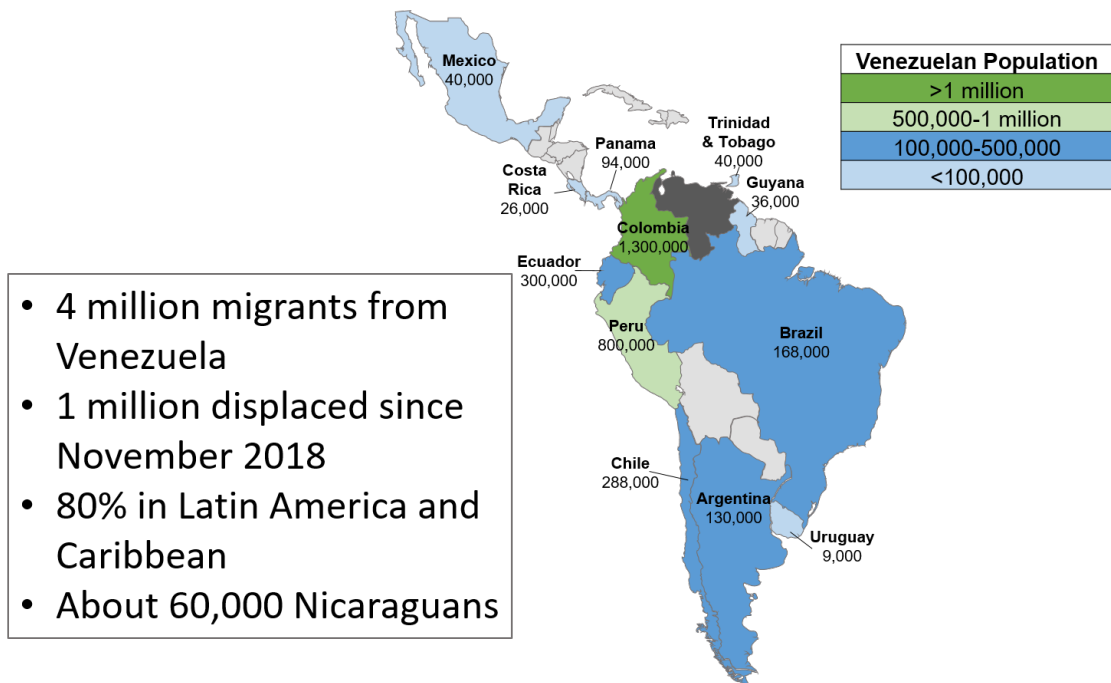 Mexico
40,000
Venezuelan Population
>1 million
500,000-1 million
100,000-500,000
<100,000
Trinidad
& Tobago
40,000
Panama
94,000
Costa
Rica
26,000
Guyana
36,000
Colombia
1,300,000
Ecuador
300,000
Peru
800,000
Brazil
168,000
Chile
288,000
Argentina
130,000
Uruguay
9,000
• 4 million migrants from
Venezuela
• 1 million displaced since
November 2018
• 80% in Latin America and
Caribbean
• About 60,000 Nicaraguans